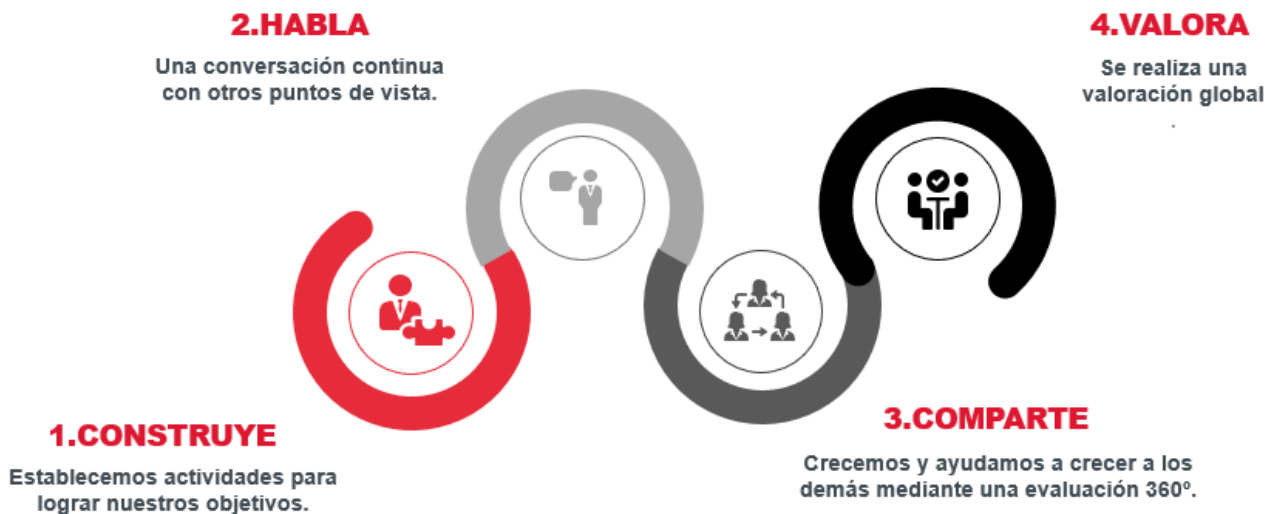 1.CONSTRUYE
Establecemos actividades para
lograr nuestros objetivos.
2.HABLA
Una conversación continua
con otros puntos de vista.
3.COMPARTE
Crecemos y ayudamos a crecer a los
demás mediante una evaluación 360º.
4.VALORA
Se realiza una
valoración global
.